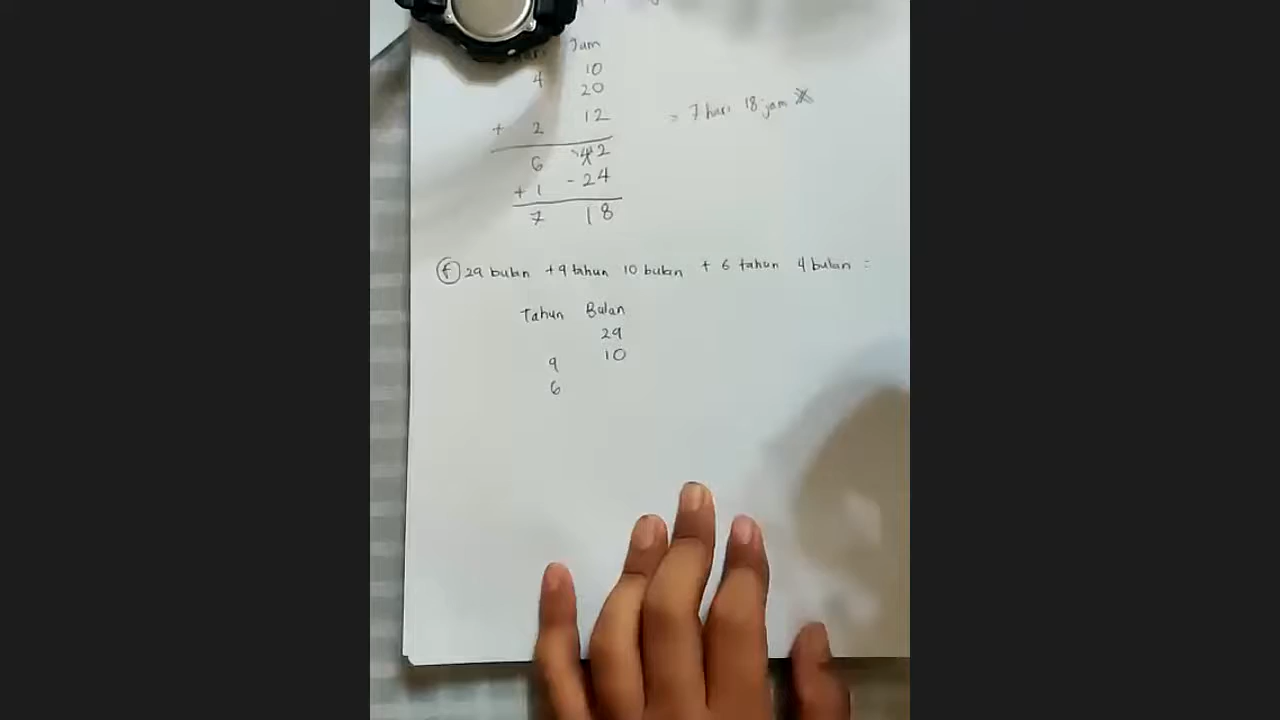 Jam
4 10
20
+ 2 12
= 7 hari 18 jam
6 42
+ 1 - 24
7 18
f 29 bulan + 9 tahun 10 bulan + 6 tahun 4 bulan =
Tahun Bulan
29
9 10
6